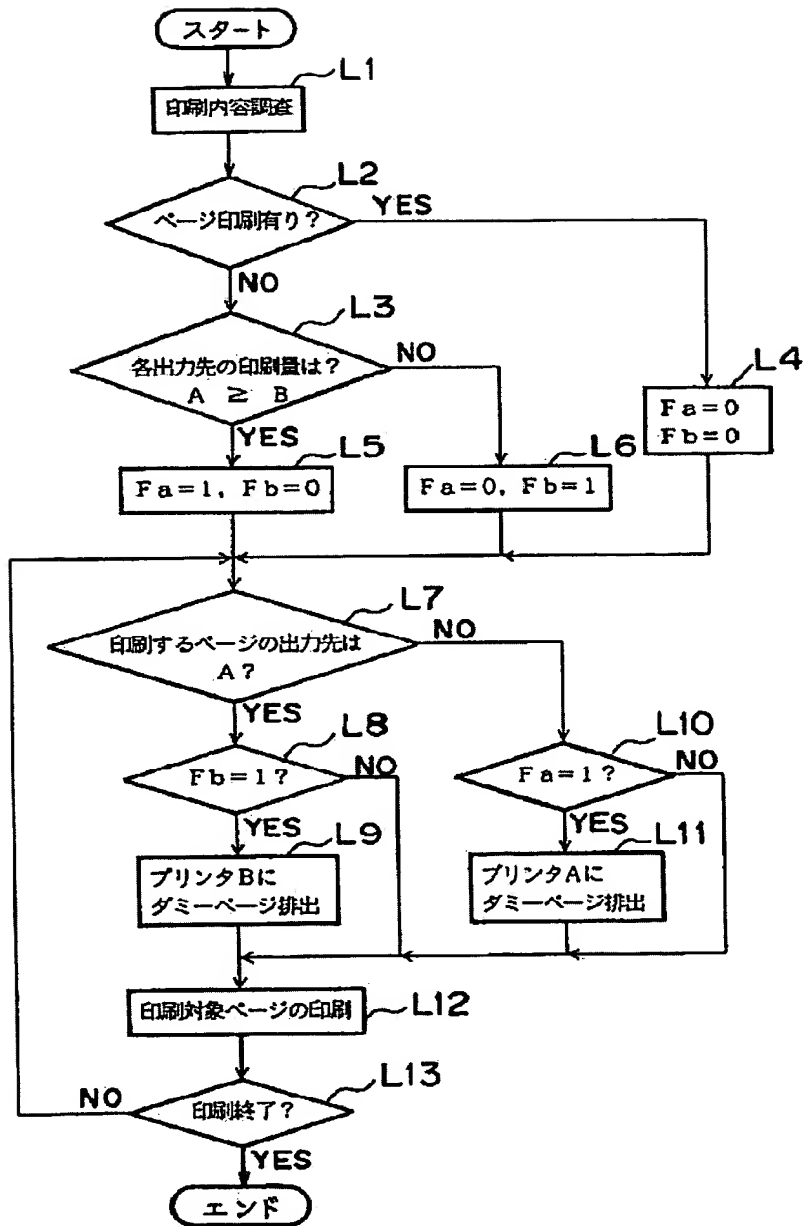 スタート
L1
印刷内容調査
L2
ページ印刷有り?
YES
NO
L3
各出力先の印刷量は?
A ≧ B
NO
YES
L4
Fa=0
Fb=0
L5
Fa=1, Fb=0
L6
Fa=0, Fb=1
L7
印刷するページの出力先は
A?
NO
YES
L8
Fb=1?
NO
YES
L10
Fa=1?
NO
YES
L9
プリンタBに
ダミーページ排出
L11
プリンタAに
ダミーページ排出
印刷対象ページの印刷
L12
L13
印刷終了?
NO
YES
エンド